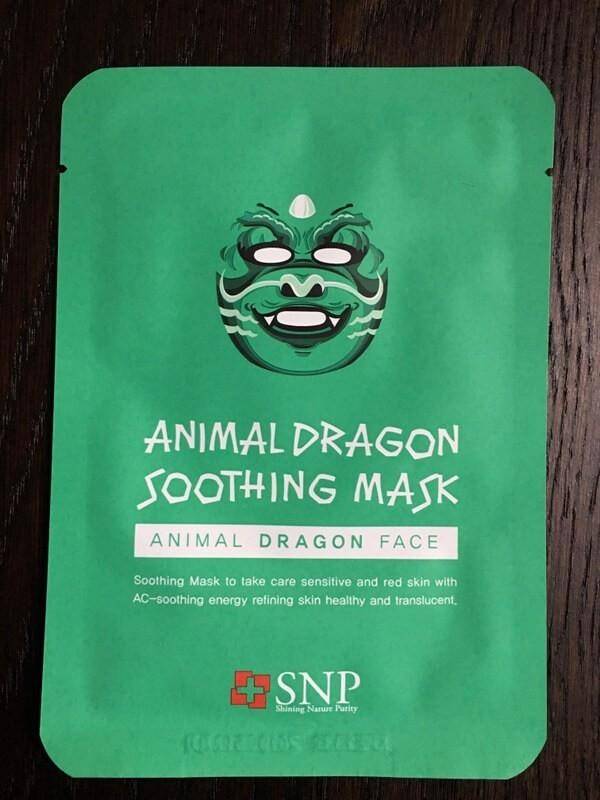 ANIMAL DRAGON
SOOTHING MASK
ANIMAL DRAGON FACE
Soothing Mask to take care sensitive and red skin with
AC-soothing energy refining skin healthy and translucent.
SNP
Shining Nature Purity